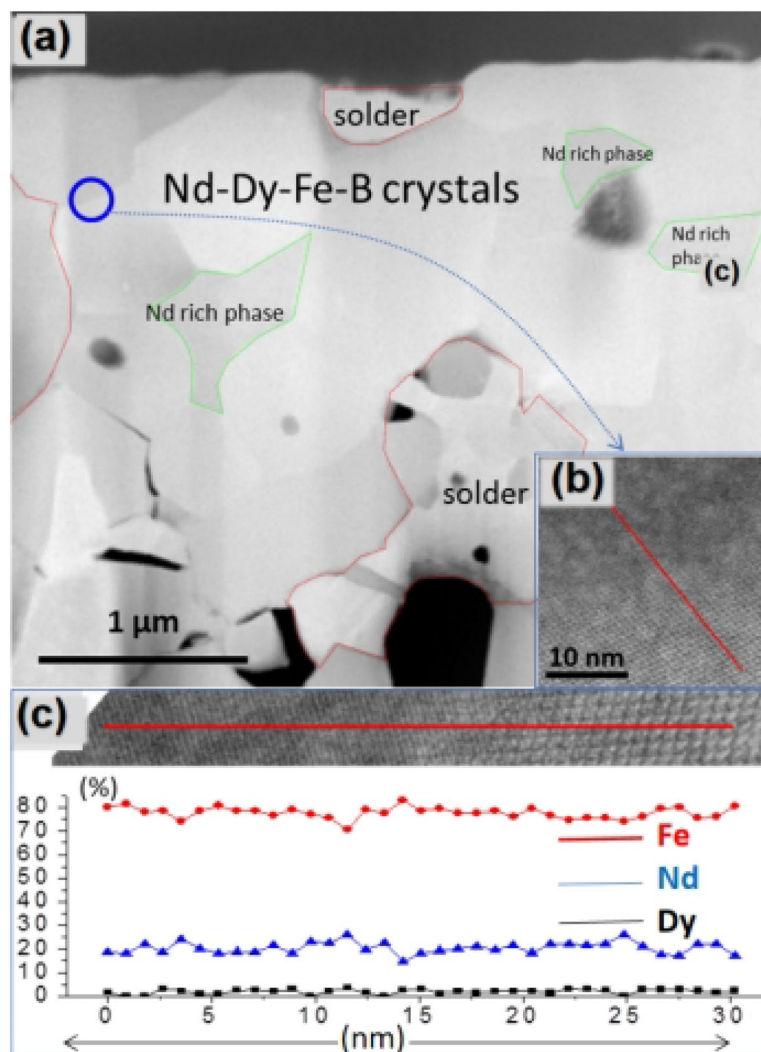 (a)
solder
Nd rich phase
Nd-Dy-Fe-B crystals
Nd rich
phase
(c)
Nd rich phase
solder
(b)
1 µm
10 nm
(c)
(%)
80
70
60
50
40
30
20
10
0
Fe
Nd
Dy
0 5 10 15 20 25 30
(nm)